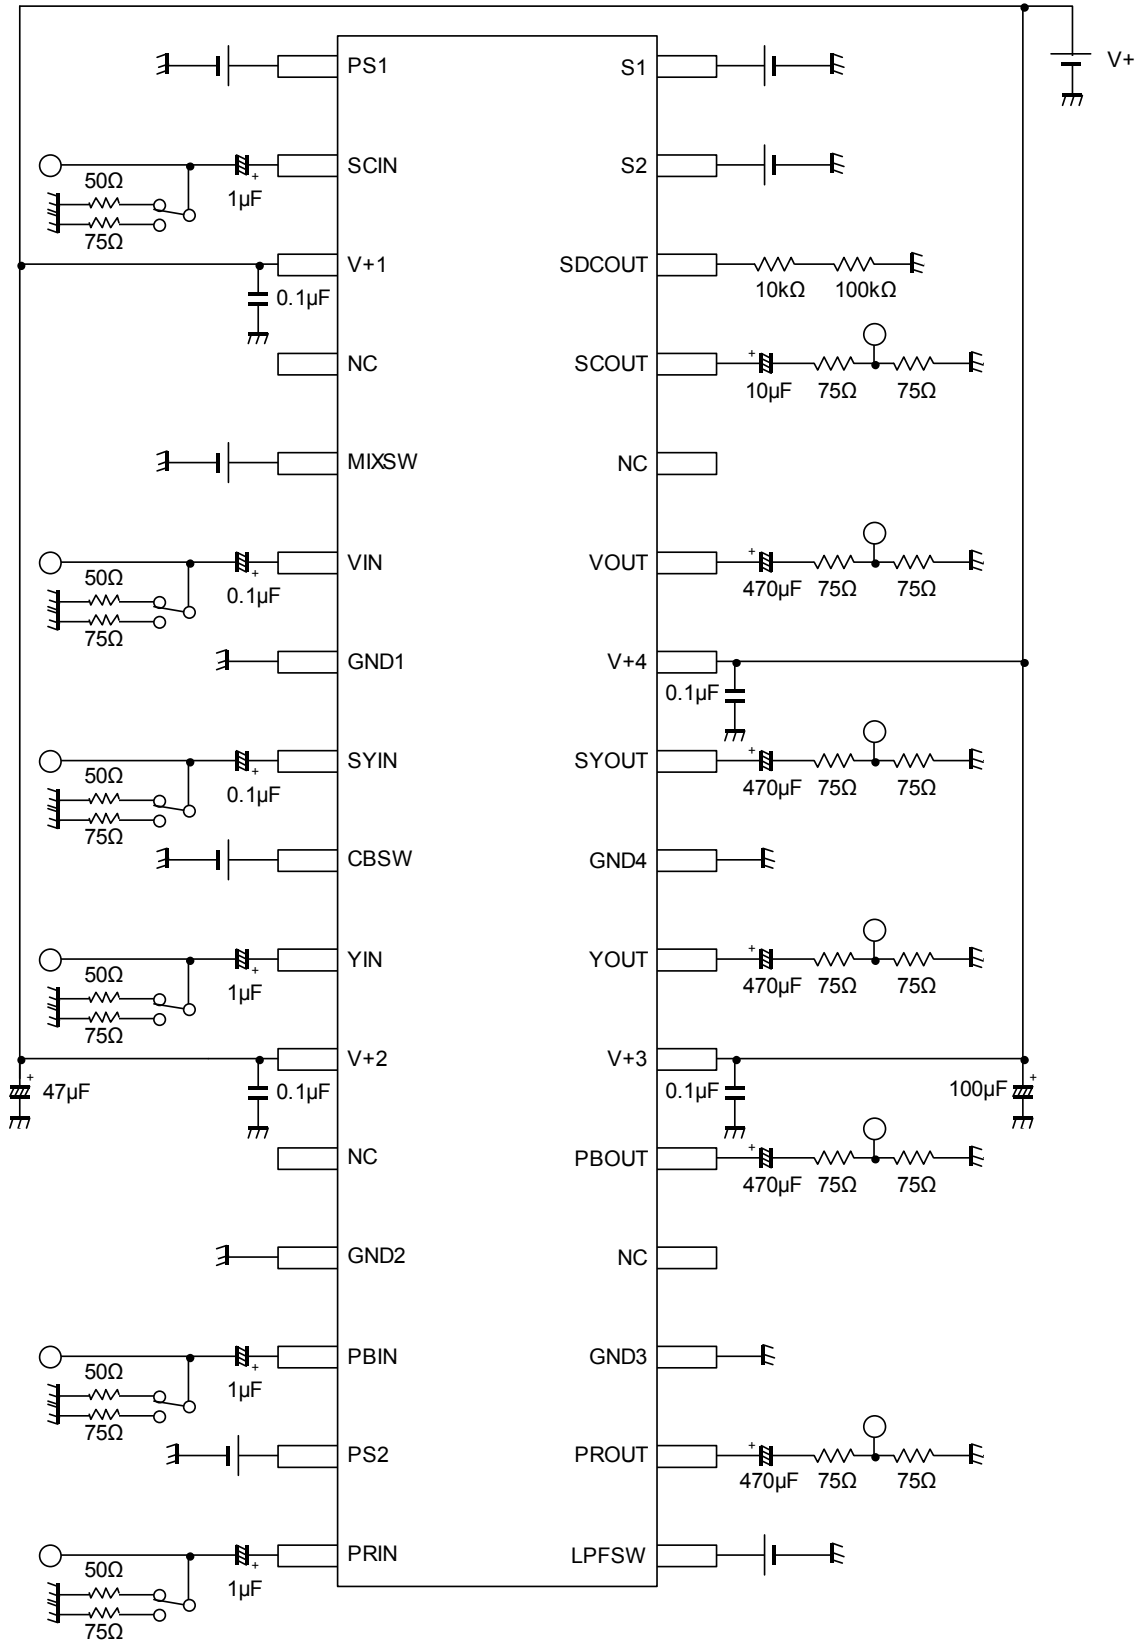 V+
PS1 S1
SCIN S2
50Ω
1µF
75Ω
V+1 SDCOUT
0.1µF 10kΩ 100kΩ
NC SCOUT
10µF 75Ω 75Ω
MIXSW NC
VIN VOUT
50Ω
0.1µF 470µF 75Ω 75Ω
75Ω
GND1 V+4
0.1µF
SYIN SYOUT
50Ω
0.1µF 470µF 75Ω 75Ω
75Ω
CBSW GND4
YIN YOUT
50Ω
1µF 470µF 75Ω 75Ω
75Ω
V+2 V+3
47µF 0.1µF 0.1µF 100µF
NC PBOUT
470µF 75Ω 75Ω
GND2 NC
PBIN GND3
50Ω
1µF
75Ω
PS2 PROUT
470µF 75Ω 75Ω
PRIN LPFSW
50Ω
1µF
75Ω